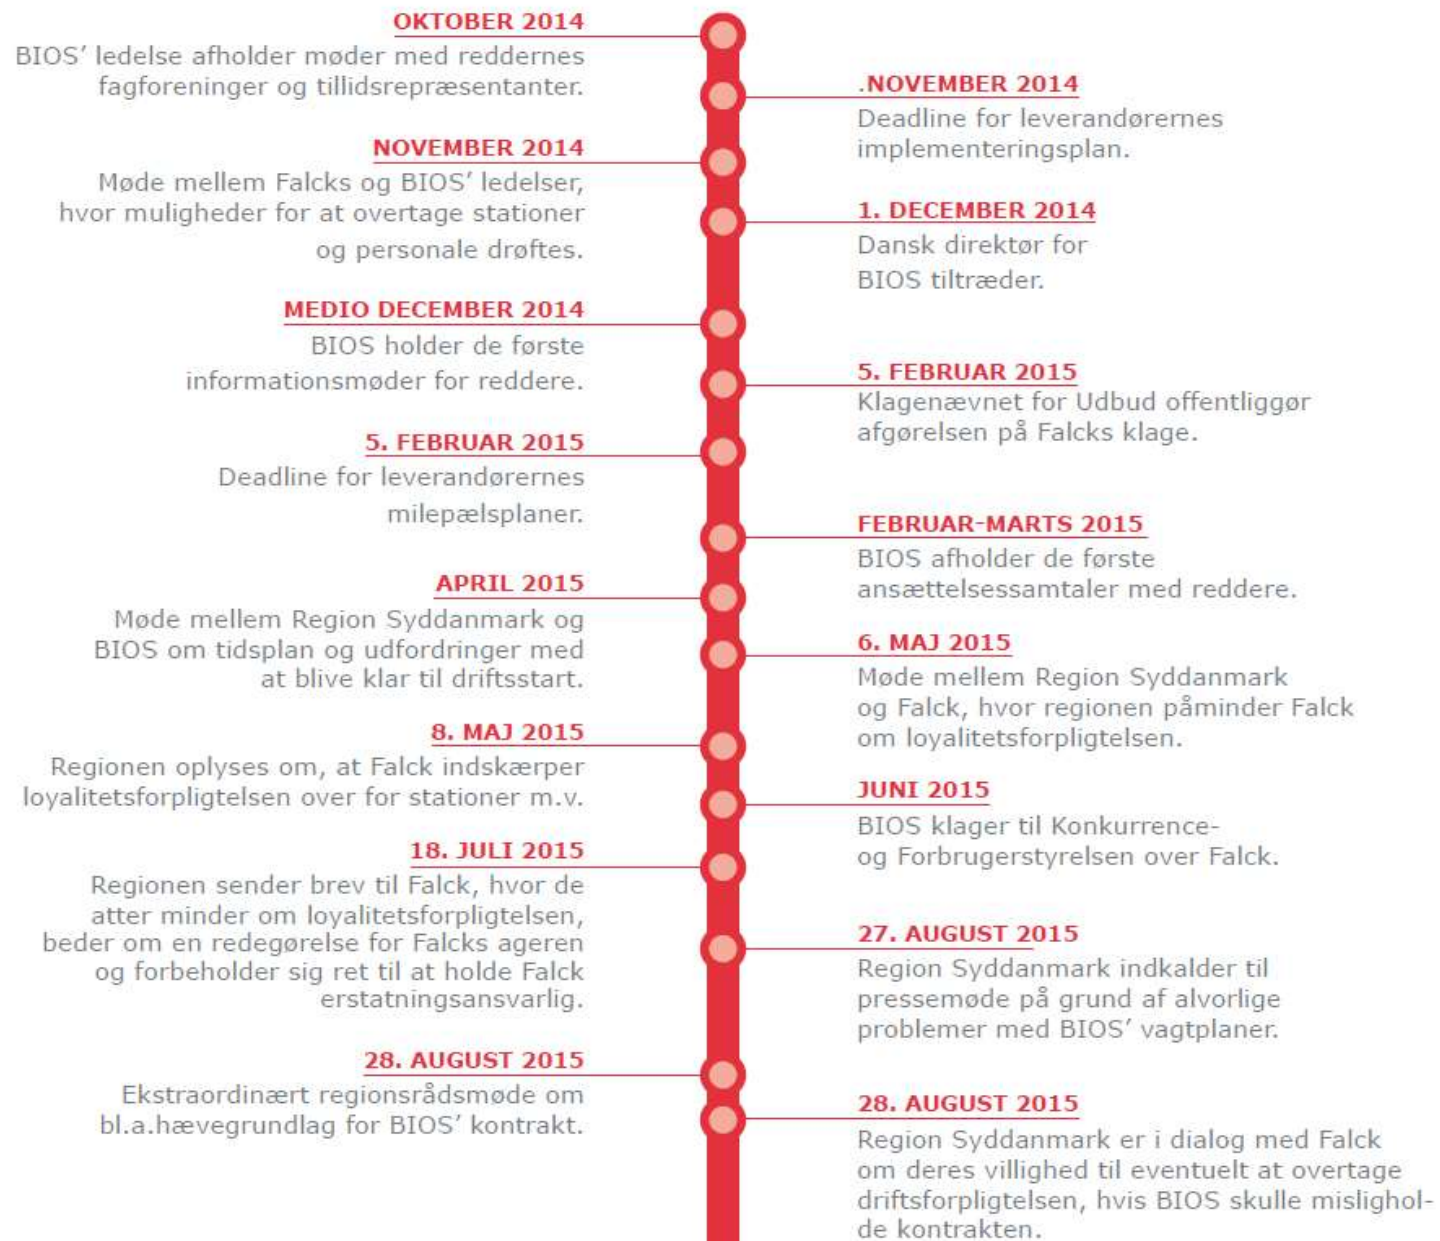 OKTOBER 2014
BIOS’ ledelse afholder møder med reddernes
fagforeninger og tillidsrepræsentanter.
.NOVEMBER 2014
Deadline for leverandørernes
implementeringsplan.
NOVEMBER 2014
Møde mellem Falcks og BIOS’ ledelser,
hvor muligheder for at overtage stationer
og personale drøftes.
1. DECEMBER 2014
Dansk direktør for
BIOS tiltræder.
MEDIO DECEMBER 2014
BIOS holder de første
informationsmøder for reddere.
5. FEBRUAR 2015
Klagenævnet for Udbud offentliggør
afgørelsen på Falcks klage.
5. FEBRUAR 2015
Deadline for leverandørernes
milepælsplaner.
FEBRUAR-MARTS 2015
BIOS afholder de første
ansættelsessamtaler med reddere.
APRIL 2015
Møde mellem Region Syddanmark og
BIOS om tidsplan og udfordringer med
at blive klar til driftsstart.
6. MAJ 2015
Møde mellem Region Syddanmark
og Falck, hvor regionen påminder Falck
om loyalitetsforpligtelsen.
8. MAJ 2015
Regionen oplyses om, at Falck indskærper
loyalitetsforpligtelsen over for stationer m.v.
JUNI 2015
BIOS klager til Konkurrence-
og Forbrugerstyrelsen over Falck.
18. JULI 2015
Regionen sender brev til Falck, hvor de
atter minder om loyalitetsforpligtelsen,
beder om en redegørelse for Falcks ageren
og forbeholder sig ret til at holde Falck
erstatningsansvarlig.
27. AUGUST 2015
Region Syddanmark indkalder til
pressemøde på grund af alvorlige
problemer med BIOS’ vagtplaner.
28. AUGUST 2015
Ekstraordinært regionsrådsmøde om
bl.a.hævegrundlag for BIOS’ kontrakt.
28. AUGUST 2015
Region Syddanmark er i dialog med Falck
om deres villighed til eventuelt at overtage
driftsforpligtelsen, hvis BIOS skulle mislighol-
de kontrakten.